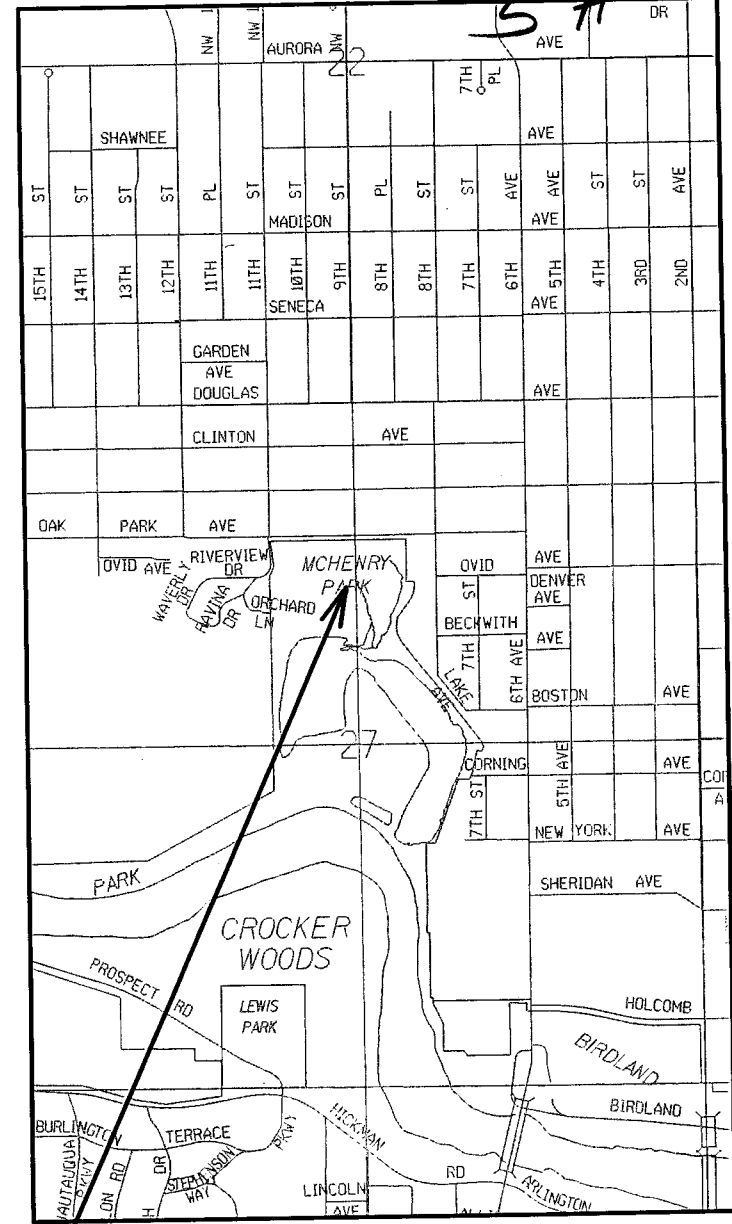 5 A
DR
NW
NW
AURORA
NW
AVE
22
7TH PL
SHAWNEE
AVE
ST
ST
ST
ST
PL
ST
ST
ST
PL
ST
ST
AVE
AVE
ST
ST
AVE
MADISON
AVE
15TH
14TH
13TH
12TH
11TH
11TH
10TH
9TH
8TH
8TH
7TH
6TH
5TH
4TH
3RD
2ND
SENECA
AVE
GARDEN
AVE
DOUGLAS
AVE
CLINTON
AVE
OAK PARK AVE
OVID AVE
RIVERVIEW DR
WAVERLY DR
RAVINA DR
ORCHARD LN
MCHENRY
PARK
OVID
AVE
DENVER
AVE
7TH ST
BECKWITH
AVE
7TH
6TH AVE
LAKE AVE
BOSTON
AVE
27
CORNING
AVE
5TH AVE
7TH ST
NEW YORK
AVE
SHERIDAN AVE
PARK
CROCKER
WOODS
PROSPECT RD
LEWIS
PARK
HOLCOMB
BIRDLAND
BIRDLAND
BURLINGTON
TERRACE
HAUTAUQUA PKWY
ON RD
H DR
STEPHENSON
WAY
PKWY
HICKMAN
RD
LINCOLN
AVE
ARLINGTON